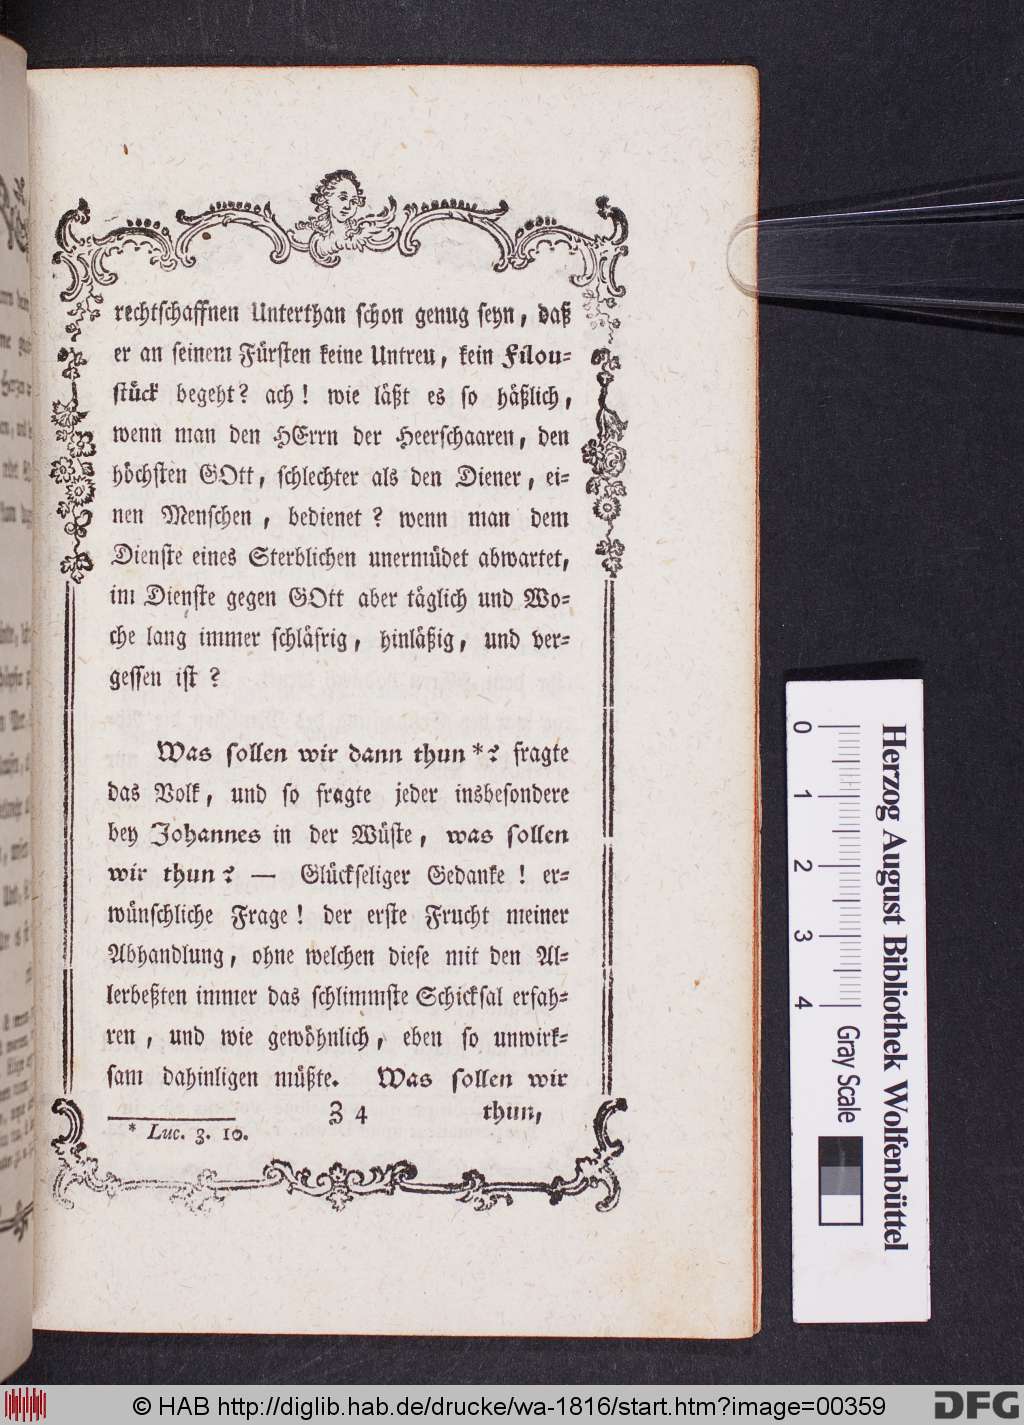 rechtschaffnen Unterthan schon genug seyn, daß
er an seinem Fürsten keine Untreu, kein Filou-
stück begeht? ach! wie läßt es so häßlich,
wenn man den HErrn der Heerschaaren, den
höchsten GOtt, schlechter als den Diener, ei-
nen Menschen, bedienet? wenn man dem
Dienste eines Sterblichen unermüdet abwartet,
im Dienste gegen GOtt aber täglich und Wo-
che lang immer schläfrig, hinläßig, und ver-
gessen ist?
Was sollen wir dann thun *? fragte
das Volk, und so fragte jeder insbesondere
bey Johannes in der Wüste, was sollen
wir thun? — Glückseliger Gedanke! er-
wünschliche Frage! der erste Frucht meiner
Abhandlung, ohne welchen diese mit den Al-
lerbeßten immer das schlimmste Schicksal erfah-
ren, und wie gewöhnlich, eben so unwirk-
sam dahinligen müßte. Was sollen wir
Z 4 thun,
* Luc. 3. 10.
0 1 2 3 4
Gray Scale
Herzog August Bibliothek Wolfenbüttel
© HAB http://diglib.hab.de/drucke/wa-1816/start.htm?image=00359
DFG